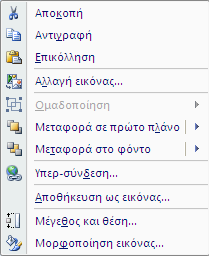 Αποκοπή
Αντιγραφή
Επικόλληση
Αλλαγή εικόνας...
Ομαδοποίηση
Μεταφορά σε πρώτο πλάνο
Μεταφορά στο φόντο
Υπερ-σύνδεση...
Αποθήκευση ως εικόνας...
Μέγεθος και θέση...
Μορφοποίηση εικόνας...